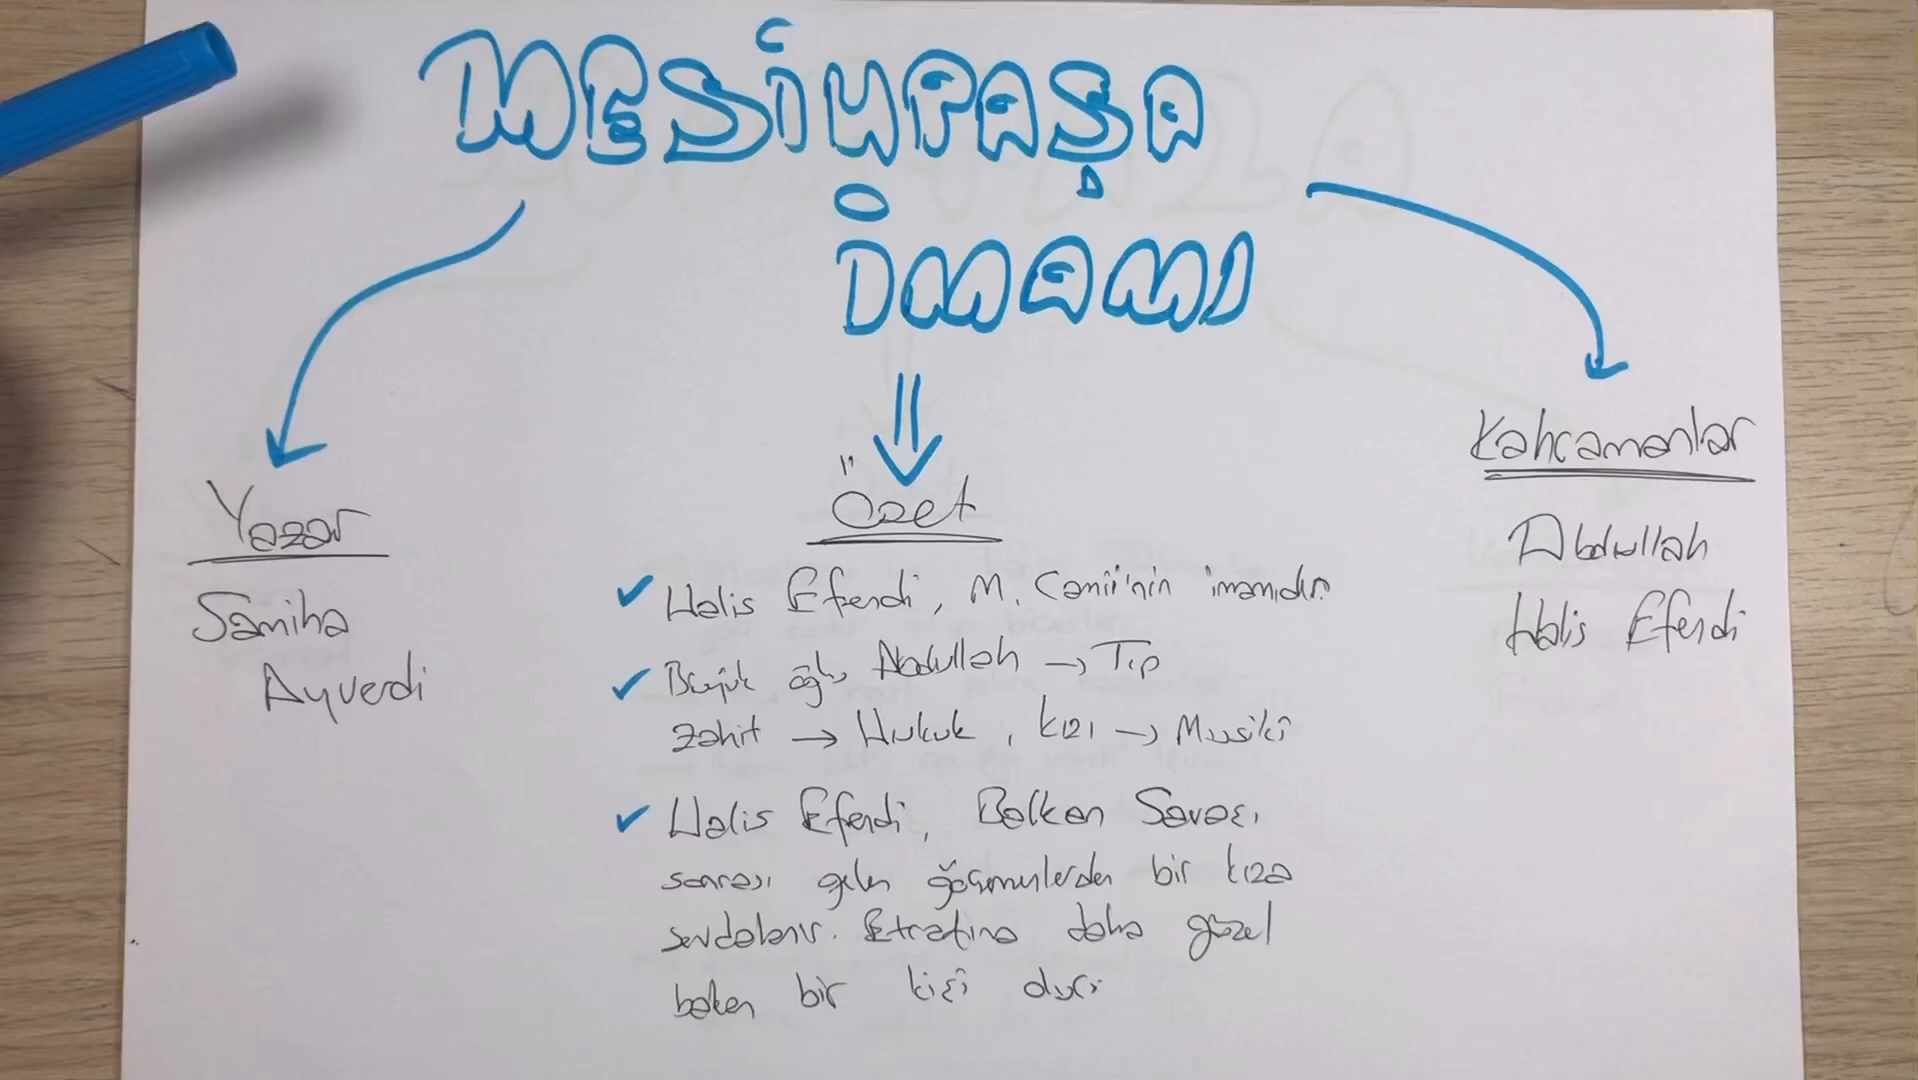 MESİHPAŞA
İMAMI
Yazar
Samiha
Ayverdi
Özet
Halis Efendi, M. Camii'nin imamıdır.
Büyük oğlu Abdullah → Tıp
Zahit → Hukuk, kızı → Musiki
Halis Efendi, Balkan Savaşı
sonrası gelen göçmenlerden bir kıza
sevdalanır. Etrafına daha güzel
bakan bir kişi olur.
Kahramanlar
Abdullah
Halis Efendi